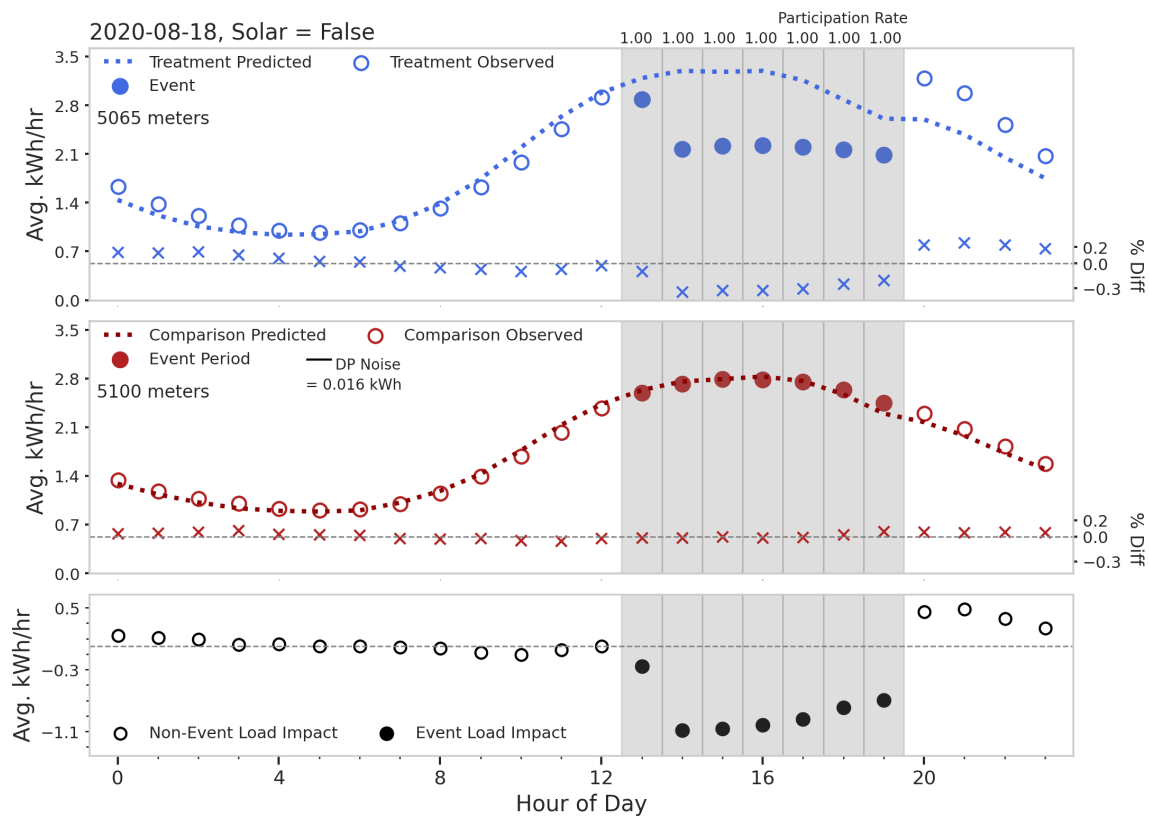 Participation Rate
2020-08-18, Solar = False
1.00 1.00 1.00 1.00 1.00 1.00 1.00
3.5
2.8
2.1
1.4
0.7
0.0
Avg. kWh/hr
Treatment Predicted
Treatment Observed
Event
5065 meters
0.2
0.0
−0.3
% Diff
3.5
2.8
2.1
1.4
0.7
0.0
Avg. kWh/hr
Comparison Predicted
Comparison Observed
Event Period
DP Noise
= 0.016 kWh
5100 meters
0.2
0.0
−0.3
% Diff
0.5
−0.3
−1.1
Avg. kWh/hr
Non-Event Load Impact
Event Load Impact
0 4 8 12 16 20
Hour of Day